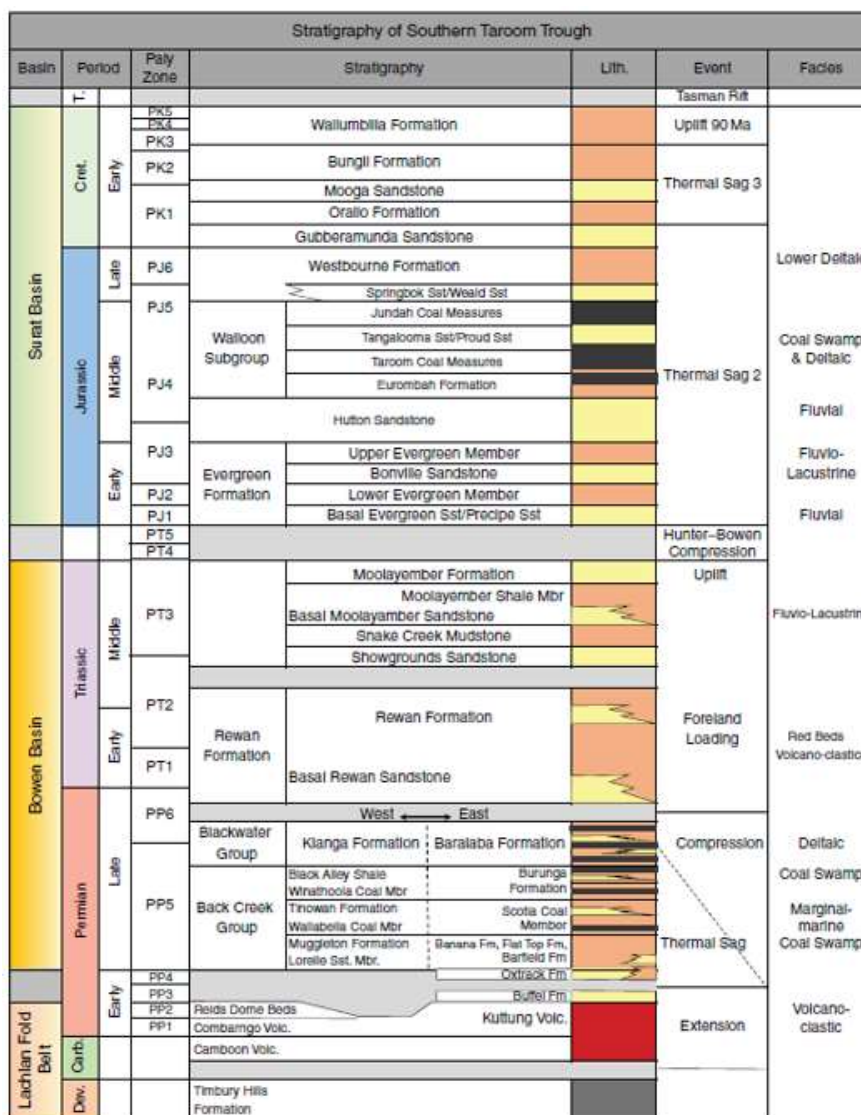 Stratigraphy of Southern Taroom Trough
Basin Period Paly Zone Stratigraphy Lith. Event Facies
T. Tasman Rift
Surat Basin
Cret.
Early
PK5
PK4
PK3
Wallumbilla Formation
Uplift 90 Ma
PK2
Bungil Formation
Thermal Sag 3
Mooga Sandstone
PK1
Orallo Formation
Gubberamunda Sandstone
Jurassic
Late
PJ6
Westbourne Formation
Lower Deltaic
PJ5
Springbok Sst/Weald Sst
Middle
Walloon
Subgroup
Jundah Coal Measures
Tangalooma Sst/Proud Sst
Taroom Coal Measures
Eurombah Formation
Coal Swamp
& Deltaic
PJ4
Thermal Sag 2
Hutton Sandstone
Fluvial
Early
PJ3
Evergreen
Formation
Upper Evergreen Member
Bonville Sandstone
Fluvio-
Lacustrine
PJ2
Lower Evergreen Member
PJ1
Basal Evergreen Sst/Precipe Sst
Fluvial
PT5
PT4
Hunter–Bowen
Compression
Bowen Basin
Triassic
Middle
PT3
Moolayember Formation
Uplift
Moolayember Shale Mbr
Basal Moolayamber Sandstone
Fluvio-Lacustrin
Snake Creek Mudstone
Showgrounds Sandstone
PT2
Early
Rewan
Formation
Rewan Formation
Foreland
Loading
Red Beds
Volcano-clastic
PT1
Basal Rewan Sandstone
Permian
Late
PP6
West East
Blackwater
Group
Kianga Formation
Baralaba Formation
Compression
Deltaic
PP5
Back Creek
Group
Black Alley Shale
Winathoola Coal Mbr
Burunga
Formation
Coal Swamp
Tinowan Formation
Wallabella Coal Mbr
Scotia Coal
Member
Marginal-
marine
Muggleton Formation
Lorelle Sst. Mbr.
Banana Fm, Flat Top Fm,
Barfield Fm
Thermal Sag
Coal Swamp
Early
PP4
Oxtrack Fm
PP3
Buffel Fm
Lachlan Fold
Belt
PP2
Reids Dome Beds
PP1
Combarngo Volc.
Kuttung Volc.
Extension
Volcano-
clastic
Carb.
Camboon Volc.
Dev.
Timbury Hills
Formation